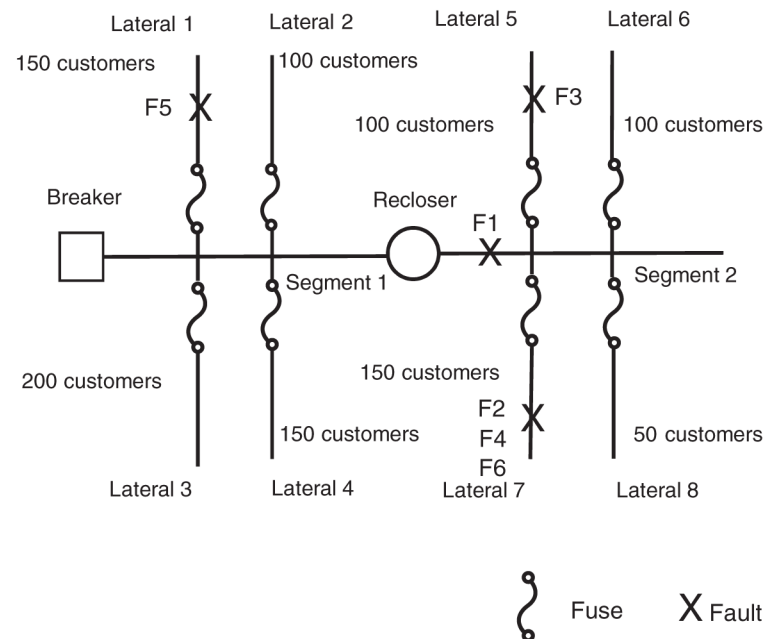 Lateral 1
Lateral 2
Lateral 5
Lateral 6
150 customers
100 customers
F5
F3
100 customers
100 customers
Breaker
Recloser
F1
Segment 1
Segment 2
200 customers
150 customers
150 customers
F2
F4
F6
50 customers
Lateral 3
Lateral 4
Lateral 7
Lateral 8
Fuse
X Fault